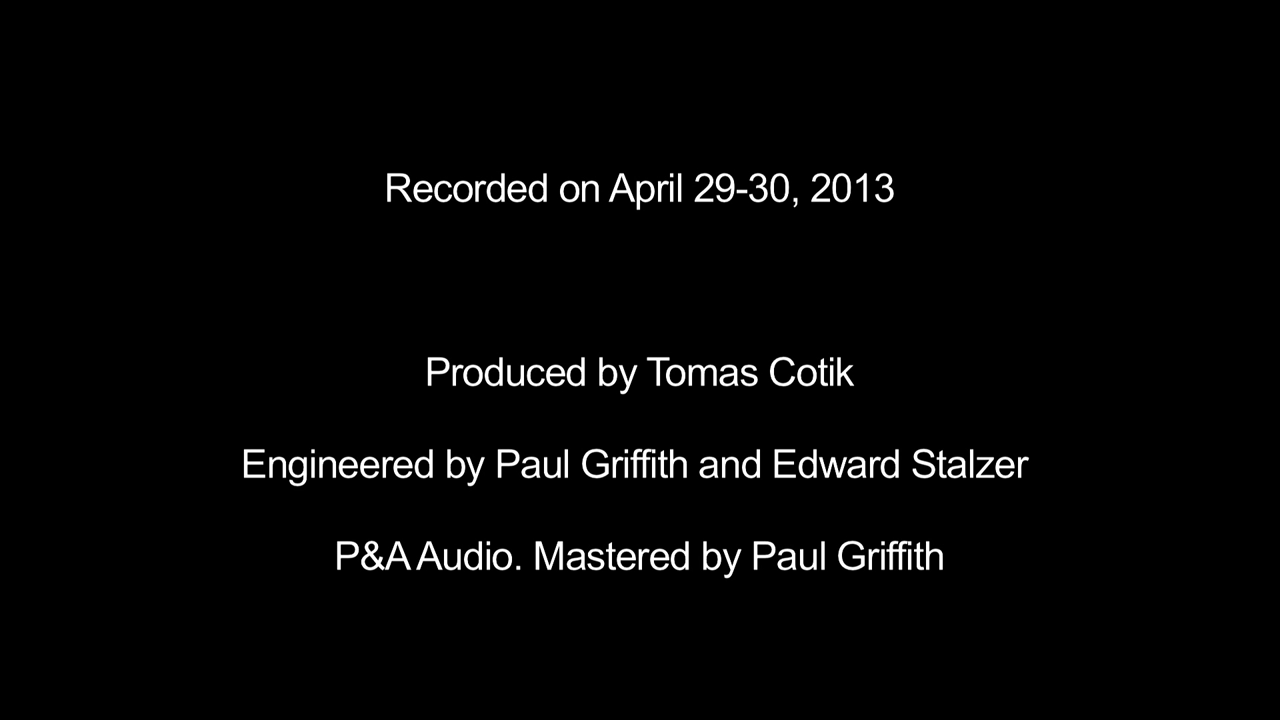 Recorded on April 29-30, 2013
Produced by Tomas Cotik
Engineered by Paul Griffith and Edward Stalzer
P&A Audio. Mastered by Paul Griffith